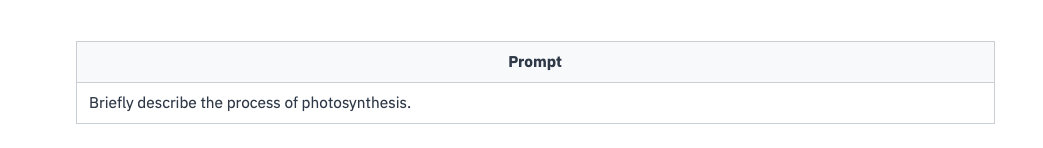 Prompt
Briefly describe the process of photosynthesis.